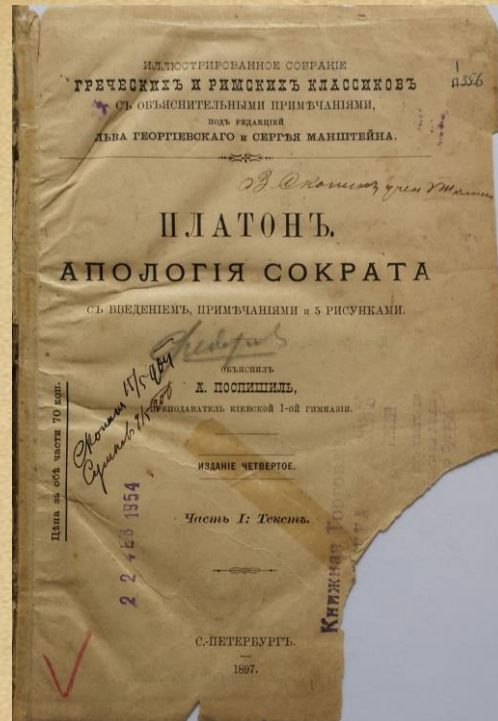 ИЛЛЮСТРИРОВАННОЕ СОБРАНІЕ
ГРЕЧЕСКИХЪ И РИМСКИХЪ КЛАССИКОВЪ
СЪ ОБЪЯСНИТЕЛЬНЫМИ ПРИМѢЧАНІЯМИ,
ПОДЪ РЕДАКЦІЕЙ
ЛЬВА ГЕОРГІЕВСКАГО и СЕРГѢЯ МАНШТЕЙНА.
П356
ПЛАТОНЪ.
АПОЛОГІЯ СОКРАТА
СЪ ВВЕДЕНІЕМЪ, ПРИМѢЧАНІЯМИ и 5 РИСУНКАМИ.
ОБЪЯСНИЛЪ
А. ПОСПИШИЛЬ,
ПРЕПОДАВАТЕЛЬ КІЕВСКОЙ 1-ОЙ ГИМНАЗІИ.
ИЗДАНІЕ ЧЕТВЕРТОЕ.
Часть I: Текстъ.
С.-ПЕТЕРБУРГЪ.
1897.
Цѣна за обѣ части 70 коп.
22 ФЕВ 1954
Книжная